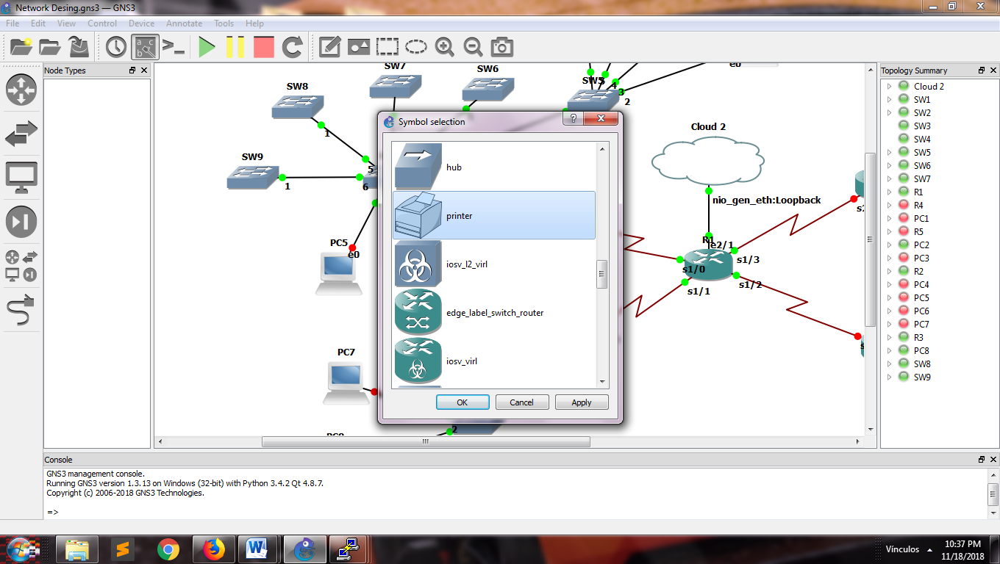 Network Desing.gns3 — GNS3
File Edit View Control Device Annotate Tools Help
Node Types
Topology Summary
SW7
SW6
SW5
e0
4
3
2
SW8
1
SW9
1
5
6
PC5
e0
PC7
2
Cloud 2
nio_gen_eth:Loopback
R1
e2/1
s1/0
s1/3
s1/1
s1/2
Symbol selection
hub
printer
iosv_l2_virl
edge_label_switch_router
iosv_virl
OK Cancel Apply
Cloud 2
SW1
SW2
SW3
SW4
SW5
SW6
SW7
R1
R4
PC1
R5
PC2
PC3
R2
PC4
PC5
PC6
PC7
R3
PC8
SW8
SW9
Console
GNS3 management console.
Running GNS3 version 1.3.13 on Windows (32-bit) with Python 3.4.2 Qt 4.8.7.
Copyright (c) 2006-2018 GNS3 Technologies.
=>
Vínculos
10:37 PM
11/18/2018